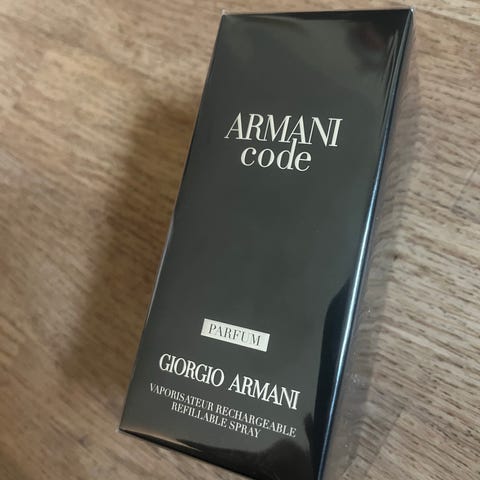 ARMANI
code
PARFUM
GIORGIO ARMANI
VAPORISATEUR RECHARGEABLE
REFILLABLE SPRAY